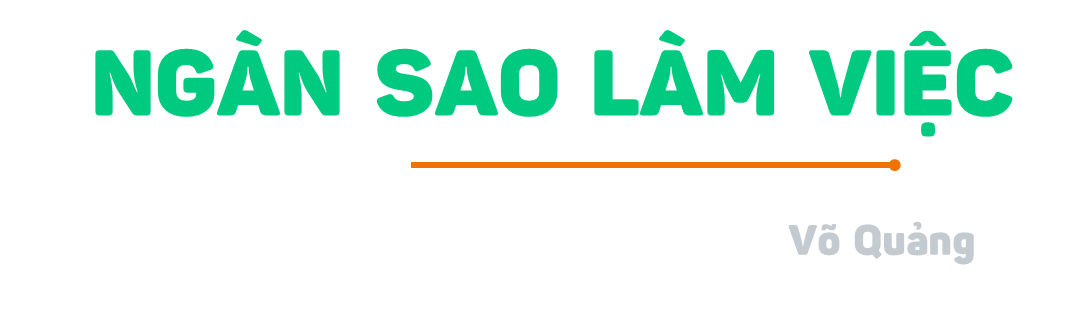 NGÀN SAO LÀM VIỆC
Võ Quảng